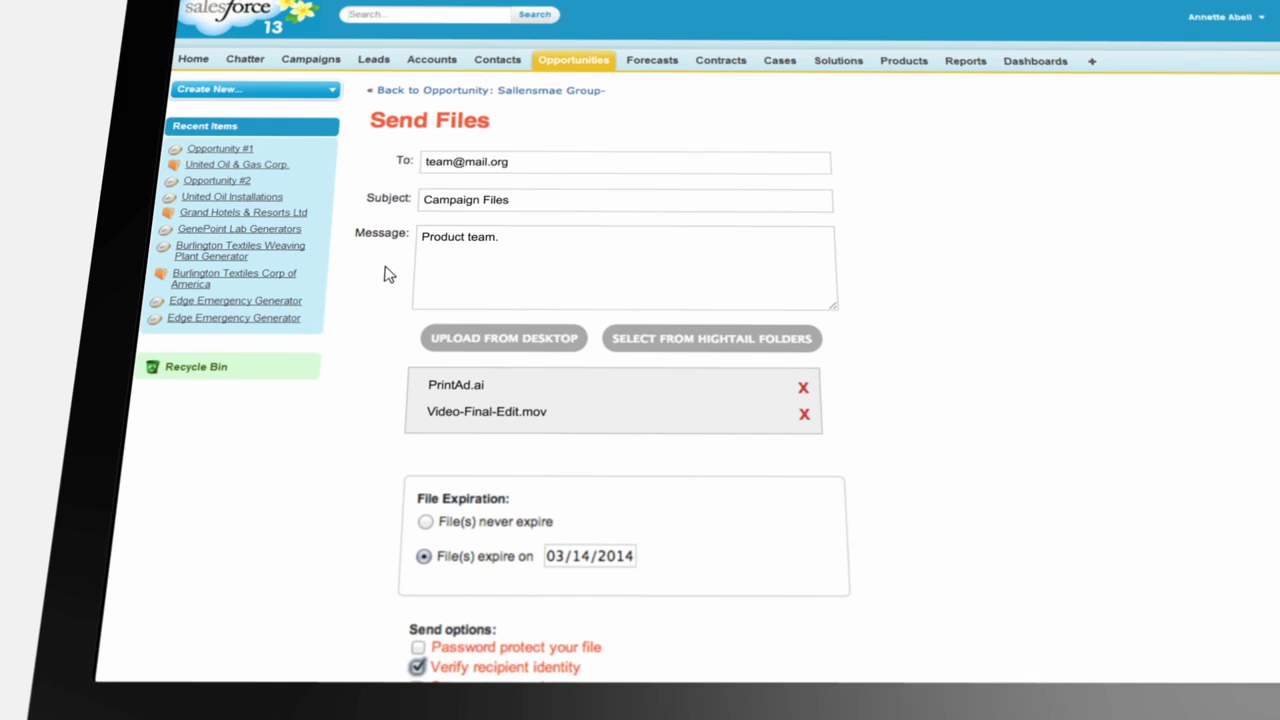 salesforce
13
Search...
Search
Annette Abell
Home Chatter Campaigns Leads Accounts Contacts Opportunities Forecasts Contracts Cases Solutions Products Reports Dashboards +
Create New...
« Back to Opportunity: Sallensmae Group-
Recent Items
Opportunity #1
United Oil & Gas Corp.
Opportunity #2
United Oil Installations
Grand Hotels & Resorts Ltd
GenePoint Lab Generators
Burlington Textiles Weaving
Plant Generator
Burlington Textiles Corp of
America
Edge Emergency Generator
Edge Emergency Generator
Recycle Bin
Send Files
To: team@mail.org
Subject: Campaign Files
Message: Product team.
UPLOAD FROM DESKTOP SELECT FROM HIGHTAIL FOLDERS
PrintAd.ai X
Video-Final-Edit.mov X
File Expiration:
File(s) never expire
File(s) expire on 03/14/2014
Send options:
Password protect your file
Verify recipient identity